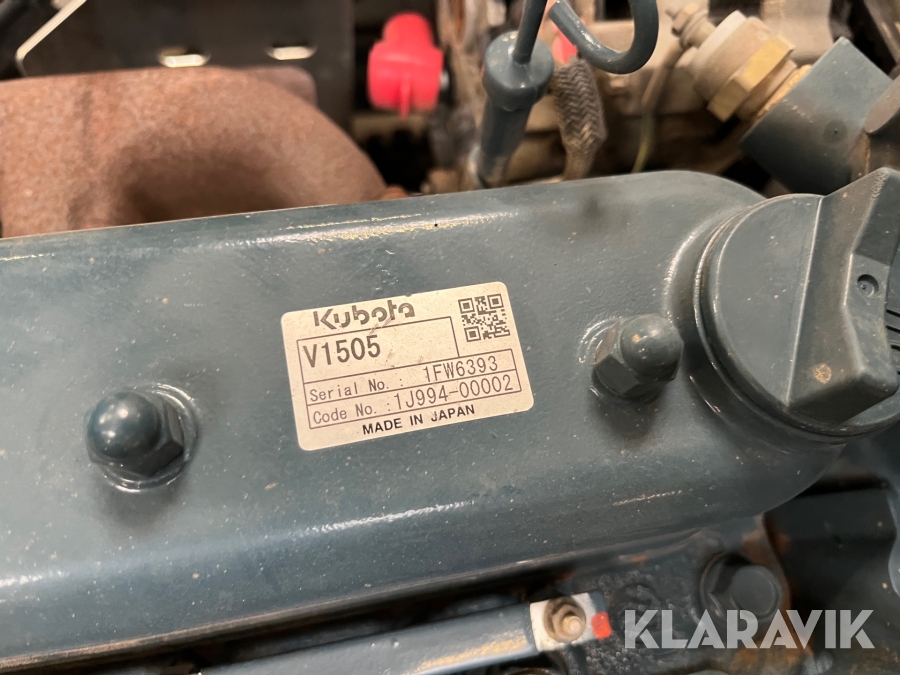 Kubota
V1505
Serial No. : 1FW6393
Code No. : 1J994-00002
MADE IN JAPAN
KLARAVIK